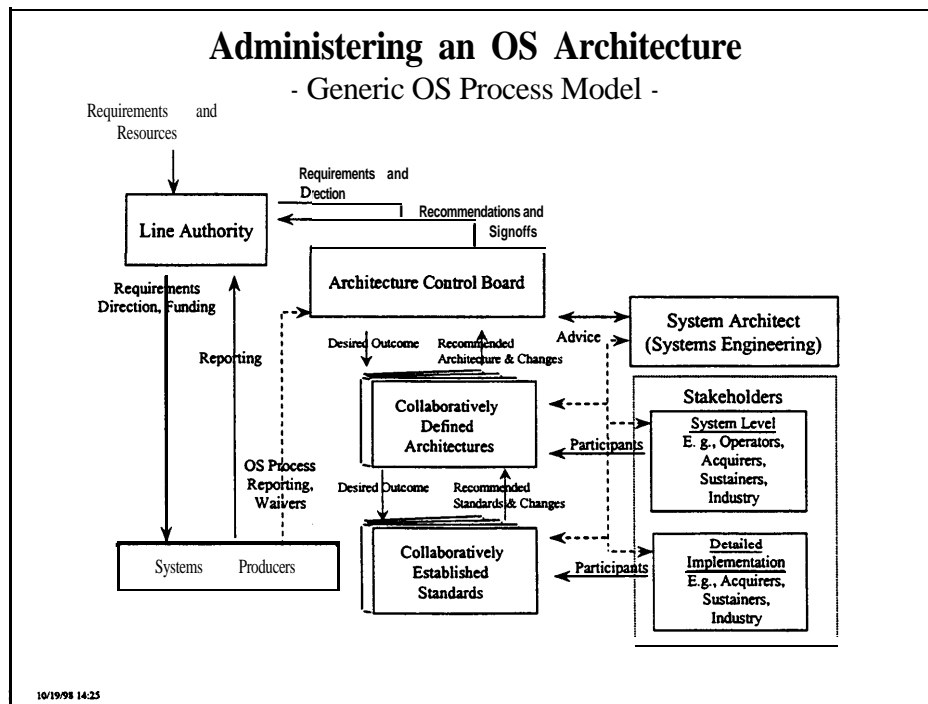 Administering an OS Architecture
- Generic OS Process Model -
Requirements and
Resources
Requirements and
Direction
Recommendations and
Signoffs
Line Authority
Architecture Control Board
Requirements
Direction, Funding
Reporting
System Architect
(Systems Engineering)
Advice
Desired Outcome
Recommended
Architecture & Changes
Collaboratively
Defined
Architectures
Stakeholders
System Level
E. g., Operators,
Acquirers,
Sustainers,
Industry
Participants
OS Process
Reporting,
Waivers
Desired Outcome
Recommended
Standards & Changes
Systems Producers
Collaboratively
Established
Standards
Participants
Detailed
Implementation
E.g., Acquirers,
Sustainers,
Industry
10/19/98 14:25